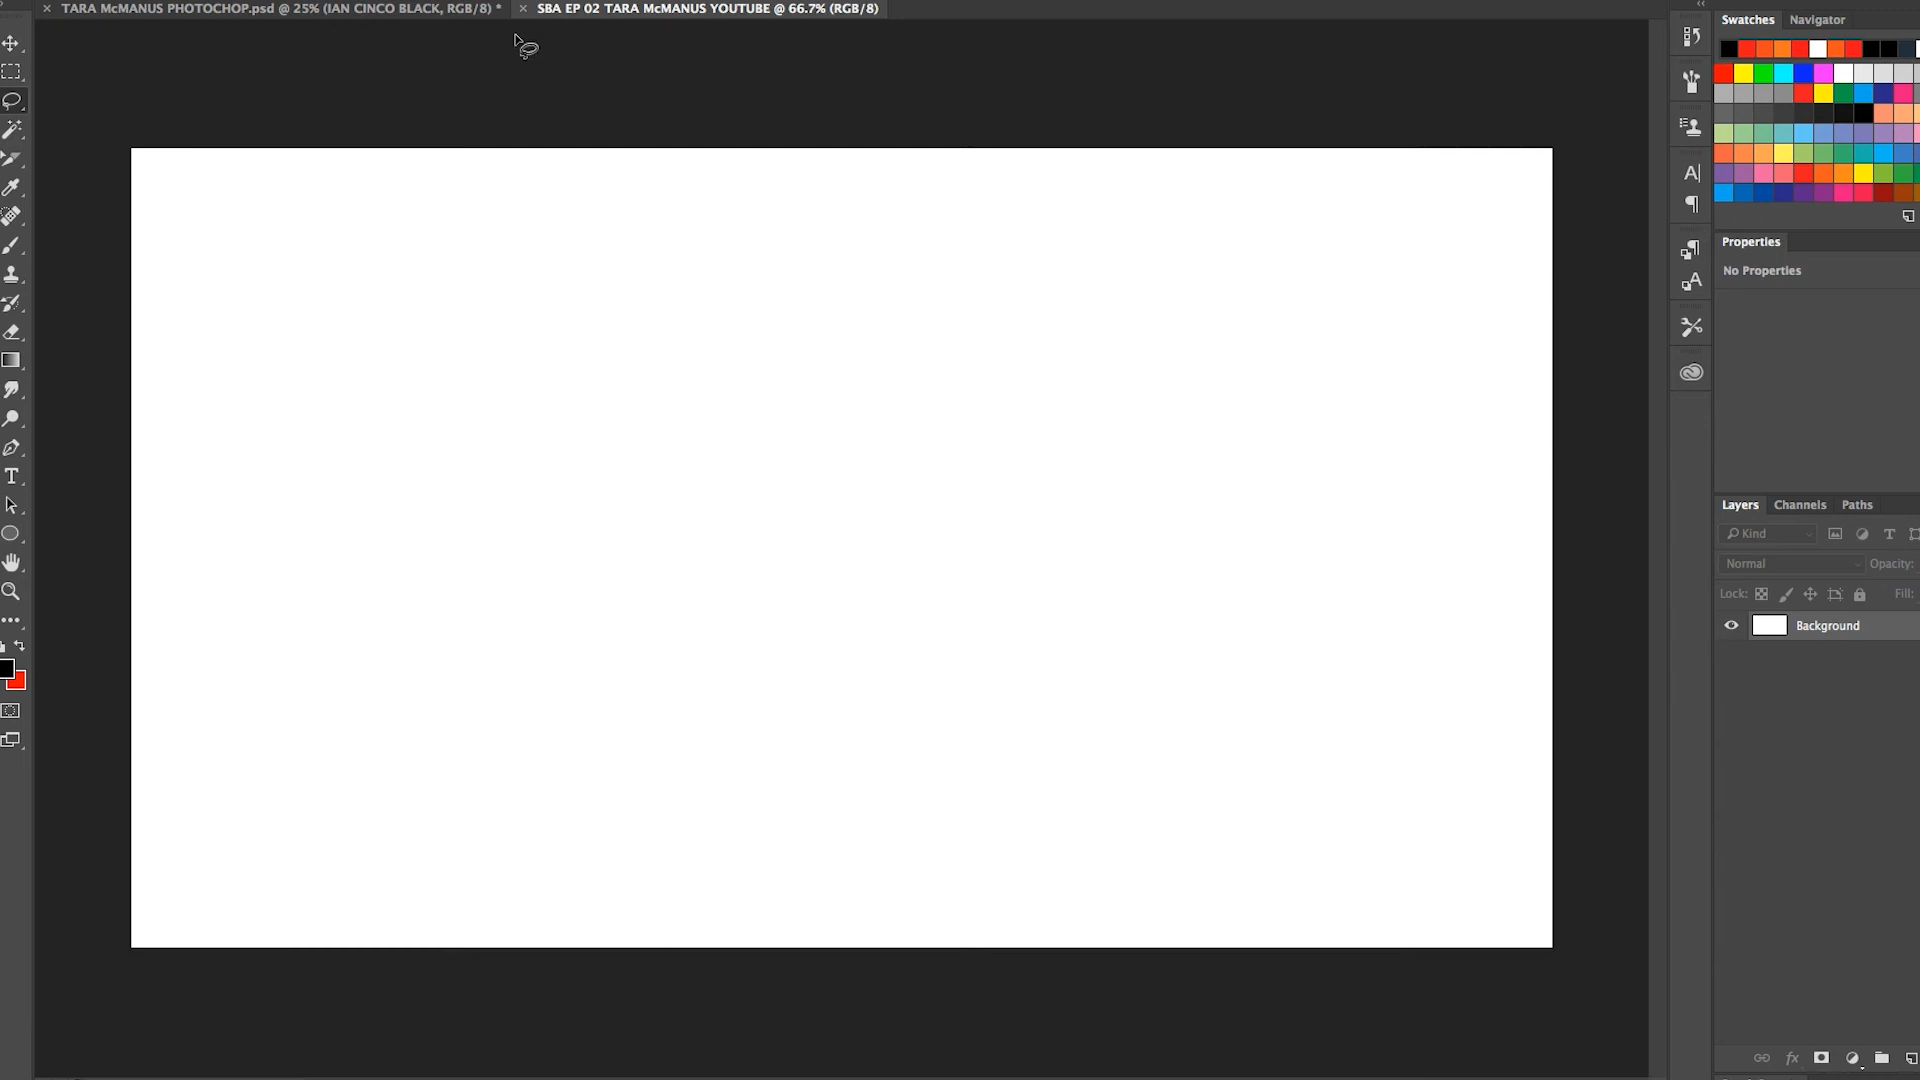 TARA McMANUS PHOTOCHOP.psd @ 25% (IAN CINCO BLACK, RGB/8) *
SBA EP 02 TARA McMANUS YOUTUBE @ 66.7% (RGB/8)
Swatches
Navigator
Properties
No Properties
Layers
Channels
Paths
Kind
Normal
Opacity:
Lock:
Fill:
Background
fx